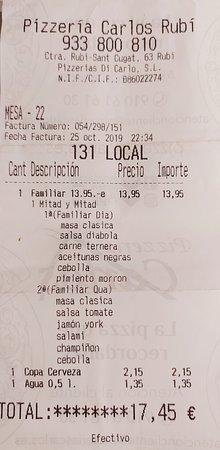 Pizzería Carlos Rubí
933 800 810
Ctra. Rubí-Sant Cugat, 63 Rubí
Pizzerias Di Carlo, S.L.
N.I.F./C.I.F.: B86022274
MESA - 22
Factura Número: 054/298/151
Fecha Factura: 25 oct. 2019 22:34
131 LOCAL
Cant Descripción Precio Importe
1 Familiar 13.95.-e 13,95 13,95
1 Mitad y Mitad
1ª(Familiar Dia)
masa clasica
salsa diabola
carne ternera
aceitunas negras
cebolla
pimiento morron
2ª(Familiar Qua)
masa clasica
salsa tomate
jamón york
salami
champiñon
cebolla
1 Copa Cerveza 2,15 2,15
1 Agua 0,5 l. 1,35 1,35
TOTAL:********17,45 €
Efectivo